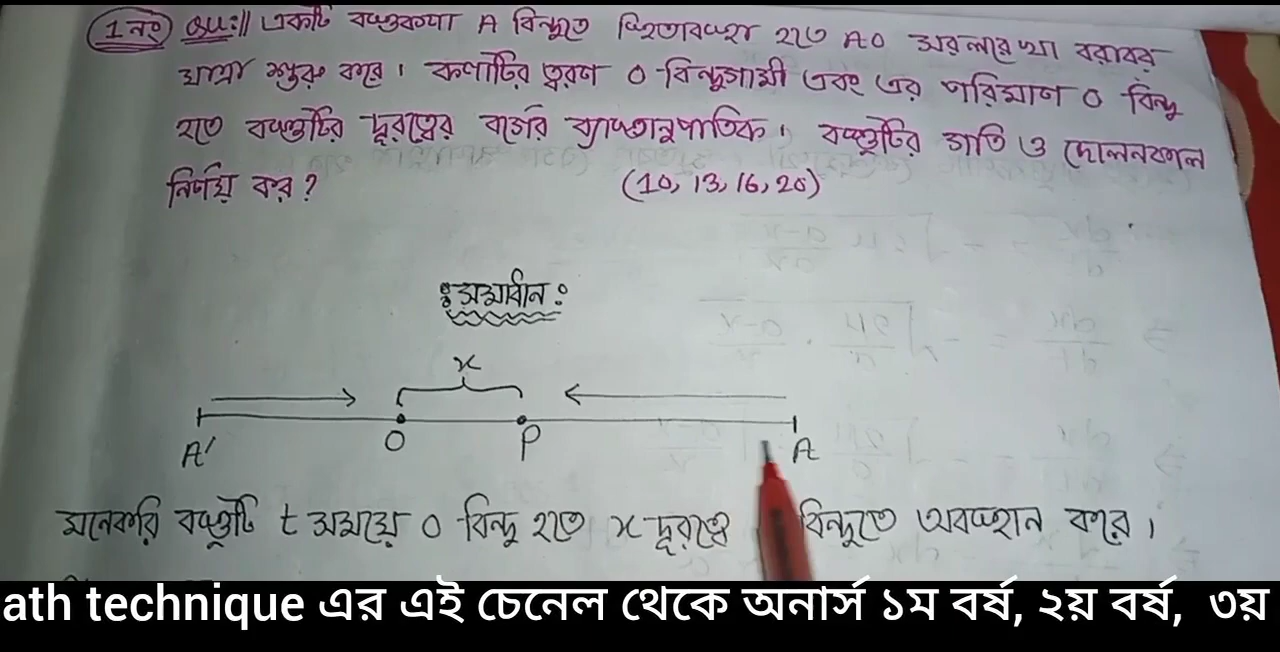 1নং Qu:|| একটি বস্তুকণা A বিন্দুতে স্থিতাবস্থা হতে AO সরলরেখা বরাবর
যাত্রা শুরু করে। কণাটির ত্বরণ O-বিন্দুগামী এবং এর পরিমাণ O বিন্দু
হতে বস্তুটির দূরত্বের বর্গের ব্যাস্তানুপাতিক। বস্তুটির গতি ও দোলনকাল
নির্ণয় কর? (10, 13, 16, 20)
সমাধান:
x
A' O P A
মনেকরি বস্তুটি t সময়ে O বিন্দু হতে x দূরত্বে বিন্দুতে অবস্থান করে।
ath technique এর এই চেনেল থেকে অনার্স ১ম বর্ষ, ২য় বর্ষ, ৩য়